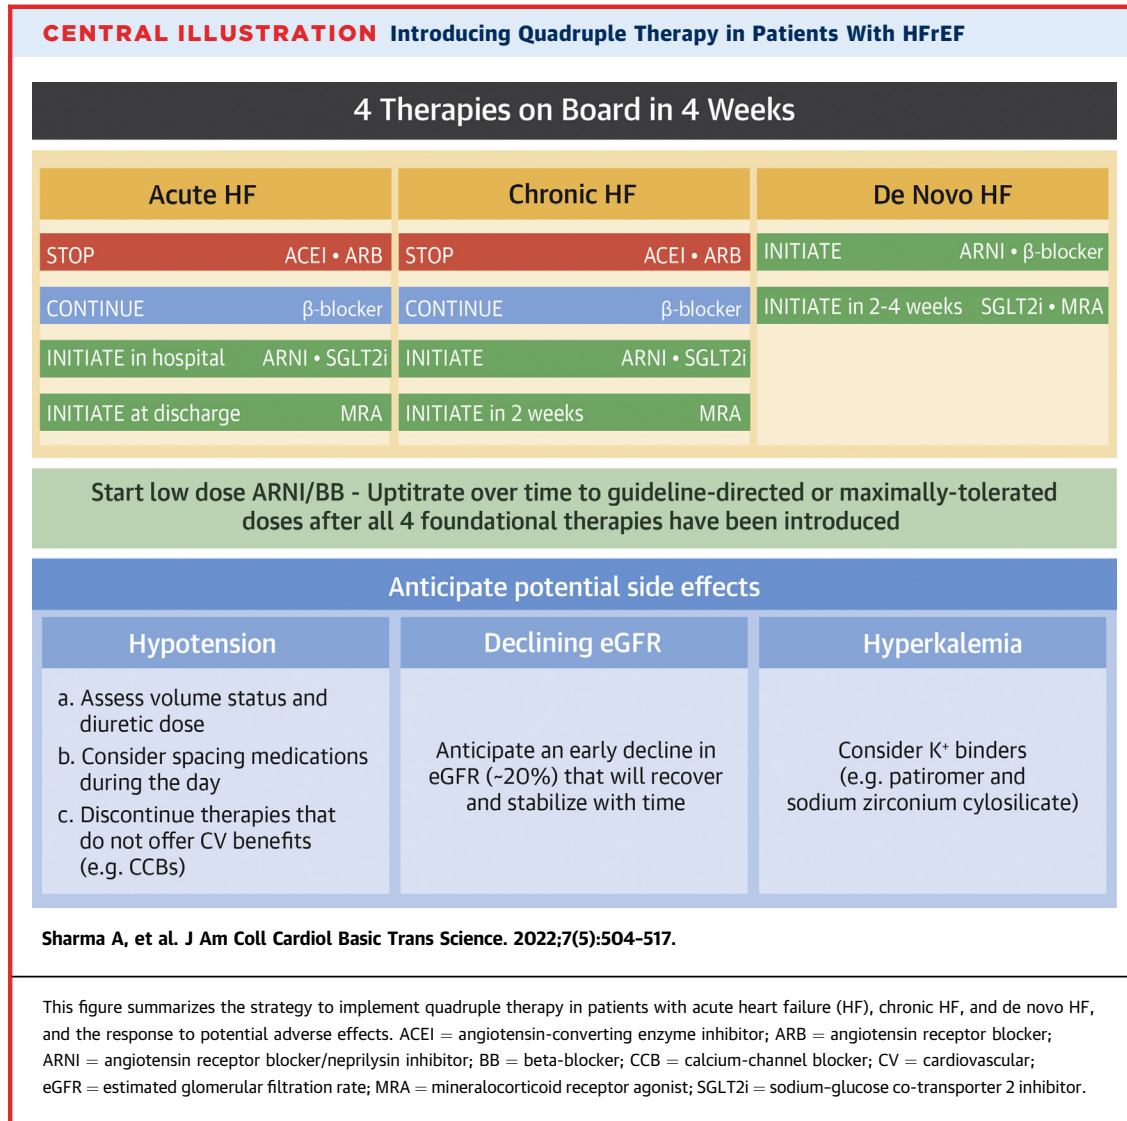 CENTRAL ILLUSTRATION Introducing Quadruple Therapy in Patients With HFrEF
4 Therapies on Board in 4 Weeks
Acute HF
STOP ACEI • ARB
CONTINUE β-blocker
INITIATE in hospital ARNI • SGLT2i
INITIATE at discharge MRA
Chronic HF
STOP ACEI • ARB
CONTINUE β-blocker
INITIATE ARNI • SGLT2i
INITIATE in 2 weeks MRA
De Novo HF
INITIATE ARNI • β-blocker
INITIATE in 2-4 weeks SGLT2i • MRA
Start low dose ARNI/BB - Uptitrate over time to guideline-directed or maximally-tolerated
doses after all 4 foundational therapies have been introduced
Anticipate potential side effects
Hypotension
a. Assess volume status and
diuretic dose
b. Consider spacing medications
during the day
c. Discontinue therapies that
do not offer CV benefits
(e.g. CCBs)
Declining eGFR
Anticipate an early decline in
eGFR (~20%) that will recover
and stabilize with time
Hyperkalemia
Consider K⁺ binders
(e.g. patiromer and
sodium zirconium cylosilicate)
Sharma A, et al. J Am Coll Cardiol Basic Trans Science. 2022;7(5):504–517.
This figure summarizes the strategy to implement quadruple therapy in patients with acute heart failure (HF), chronic HF, and de novo HF,
and the response to potential adverse effects. ACEI = angiotensin-converting enzyme inhibitor; ARB = angiotensin receptor blocker;
ARNI = angiotensin receptor blocker/neprilysin inhibitor; BB = beta-blocker; CCB = calcium-channel blocker; CV = cardiovascular;
eGFR = estimated glomerular filtration rate; MRA = mineralocorticoid receptor agonist; SGLT2i = sodium-glucose co-transporter 2 inhibitor.